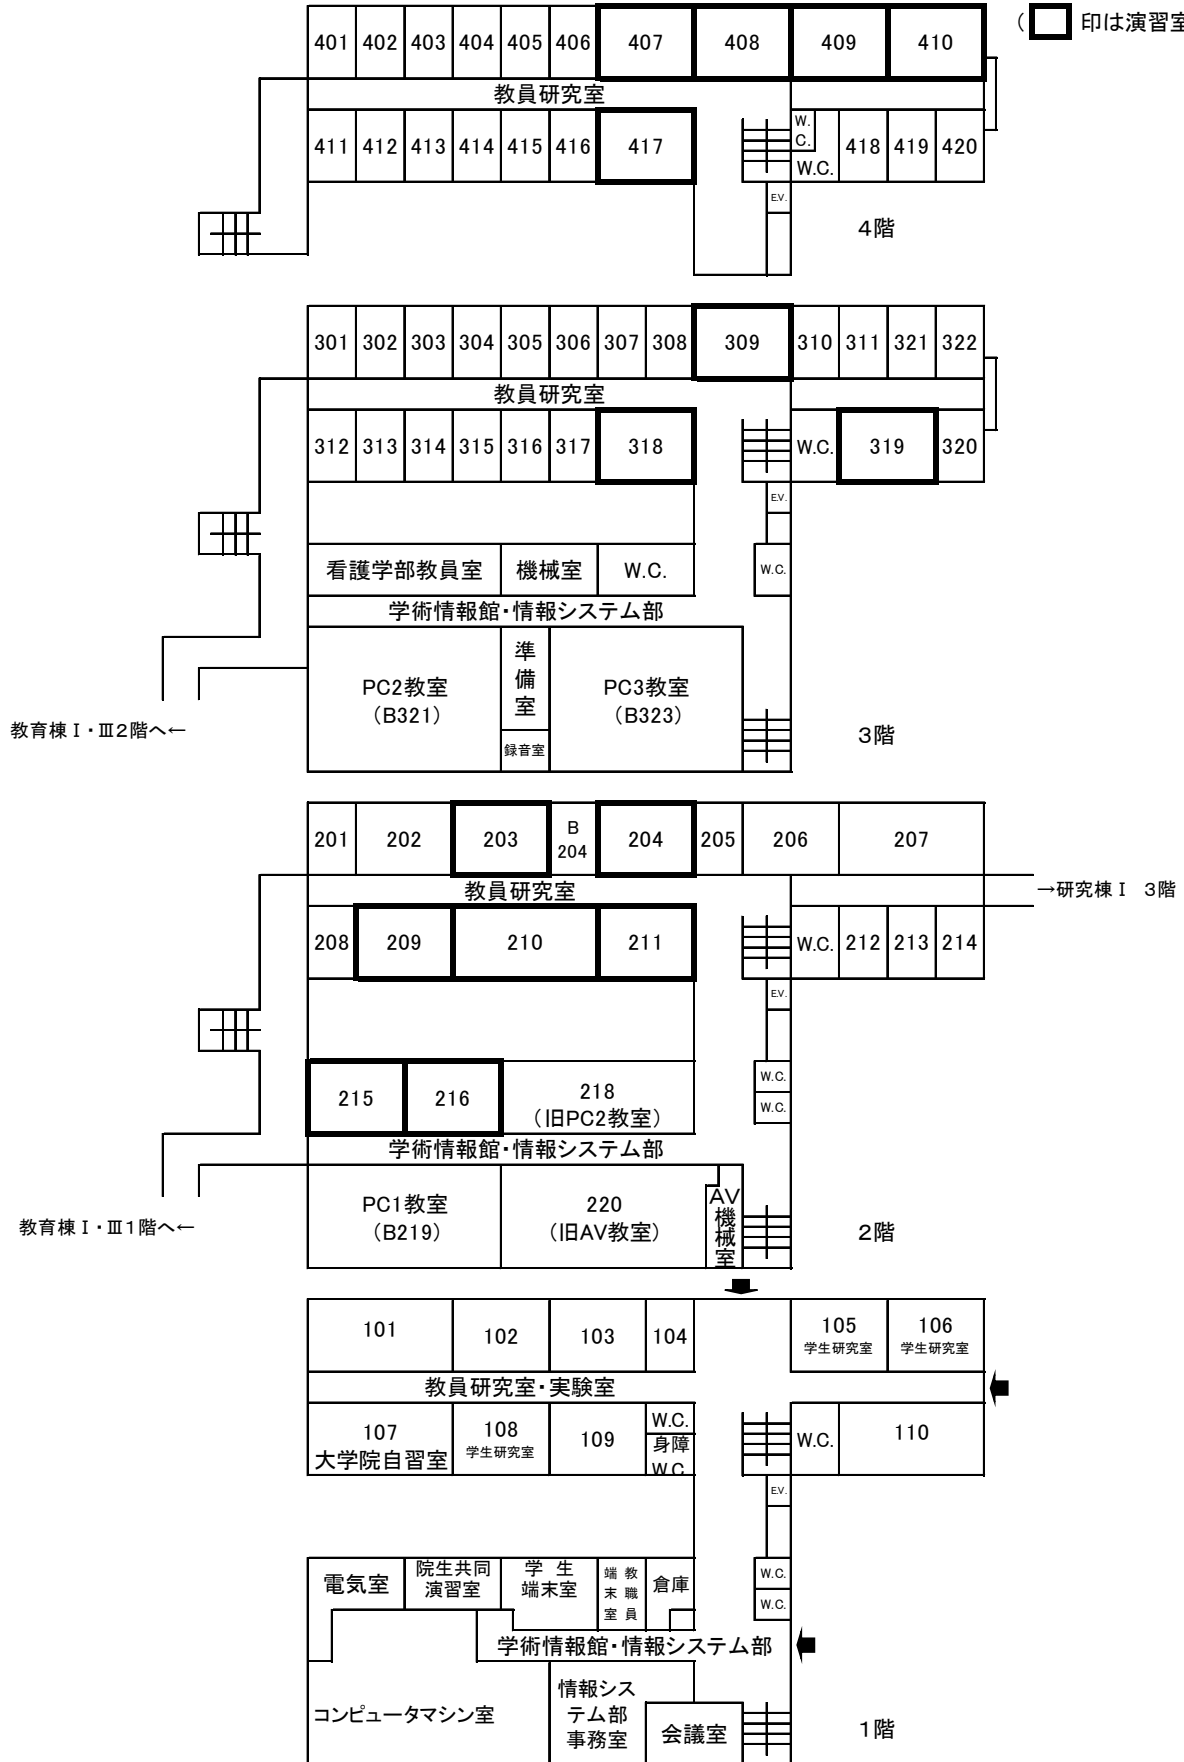 401 402 403 404 405 406 407 408 409 410
(　印は演習室
教員研究室
411 412 413 414 415 416 417
W.
C.
W.C.
418 419 420
E.V.
4階
301 302 303 304 305 306 307 308 309 310 311 321 322
教員研究室
312 313 314 315 316 317 318 W.C. 319 320
E.V.
看護学部教員室 機械室 W.C. W.C.
学術情報館・情報システム部
PC2教室
(B321)
準備室
録音室
PC3教室
(B323)
教育棟Ⅰ・Ⅲ2階へ←
3階
201 202 203 B
204
204 205 206 207
教員研究室
→研究棟Ⅰ 3階
208 209 210 211 W.C. 212 213 214
E.V.
215 216 218
(旧PC2教室)
W.C.
W.C.
学術情報館・情報システム部
PC1教室
(B219)
220
(旧AV教室)
AV機械室
教育棟Ⅰ・Ⅲ1階へ←
2階
101 102 103 104
105
学生研究室
106
学生研究室
教員研究室・実験室
107
大学院自習室
108
学生研究室
109
W.C.
身障
W.C.
W.C.
110
E.V.
電気室
院生共同
演習室
学 生
端末室
教職員
端末室
倉庫
W.C.
W.C.
学術情報館・情報システム部
コンピュータマシン室
情報シス
テム部
事務室
会議室
1階